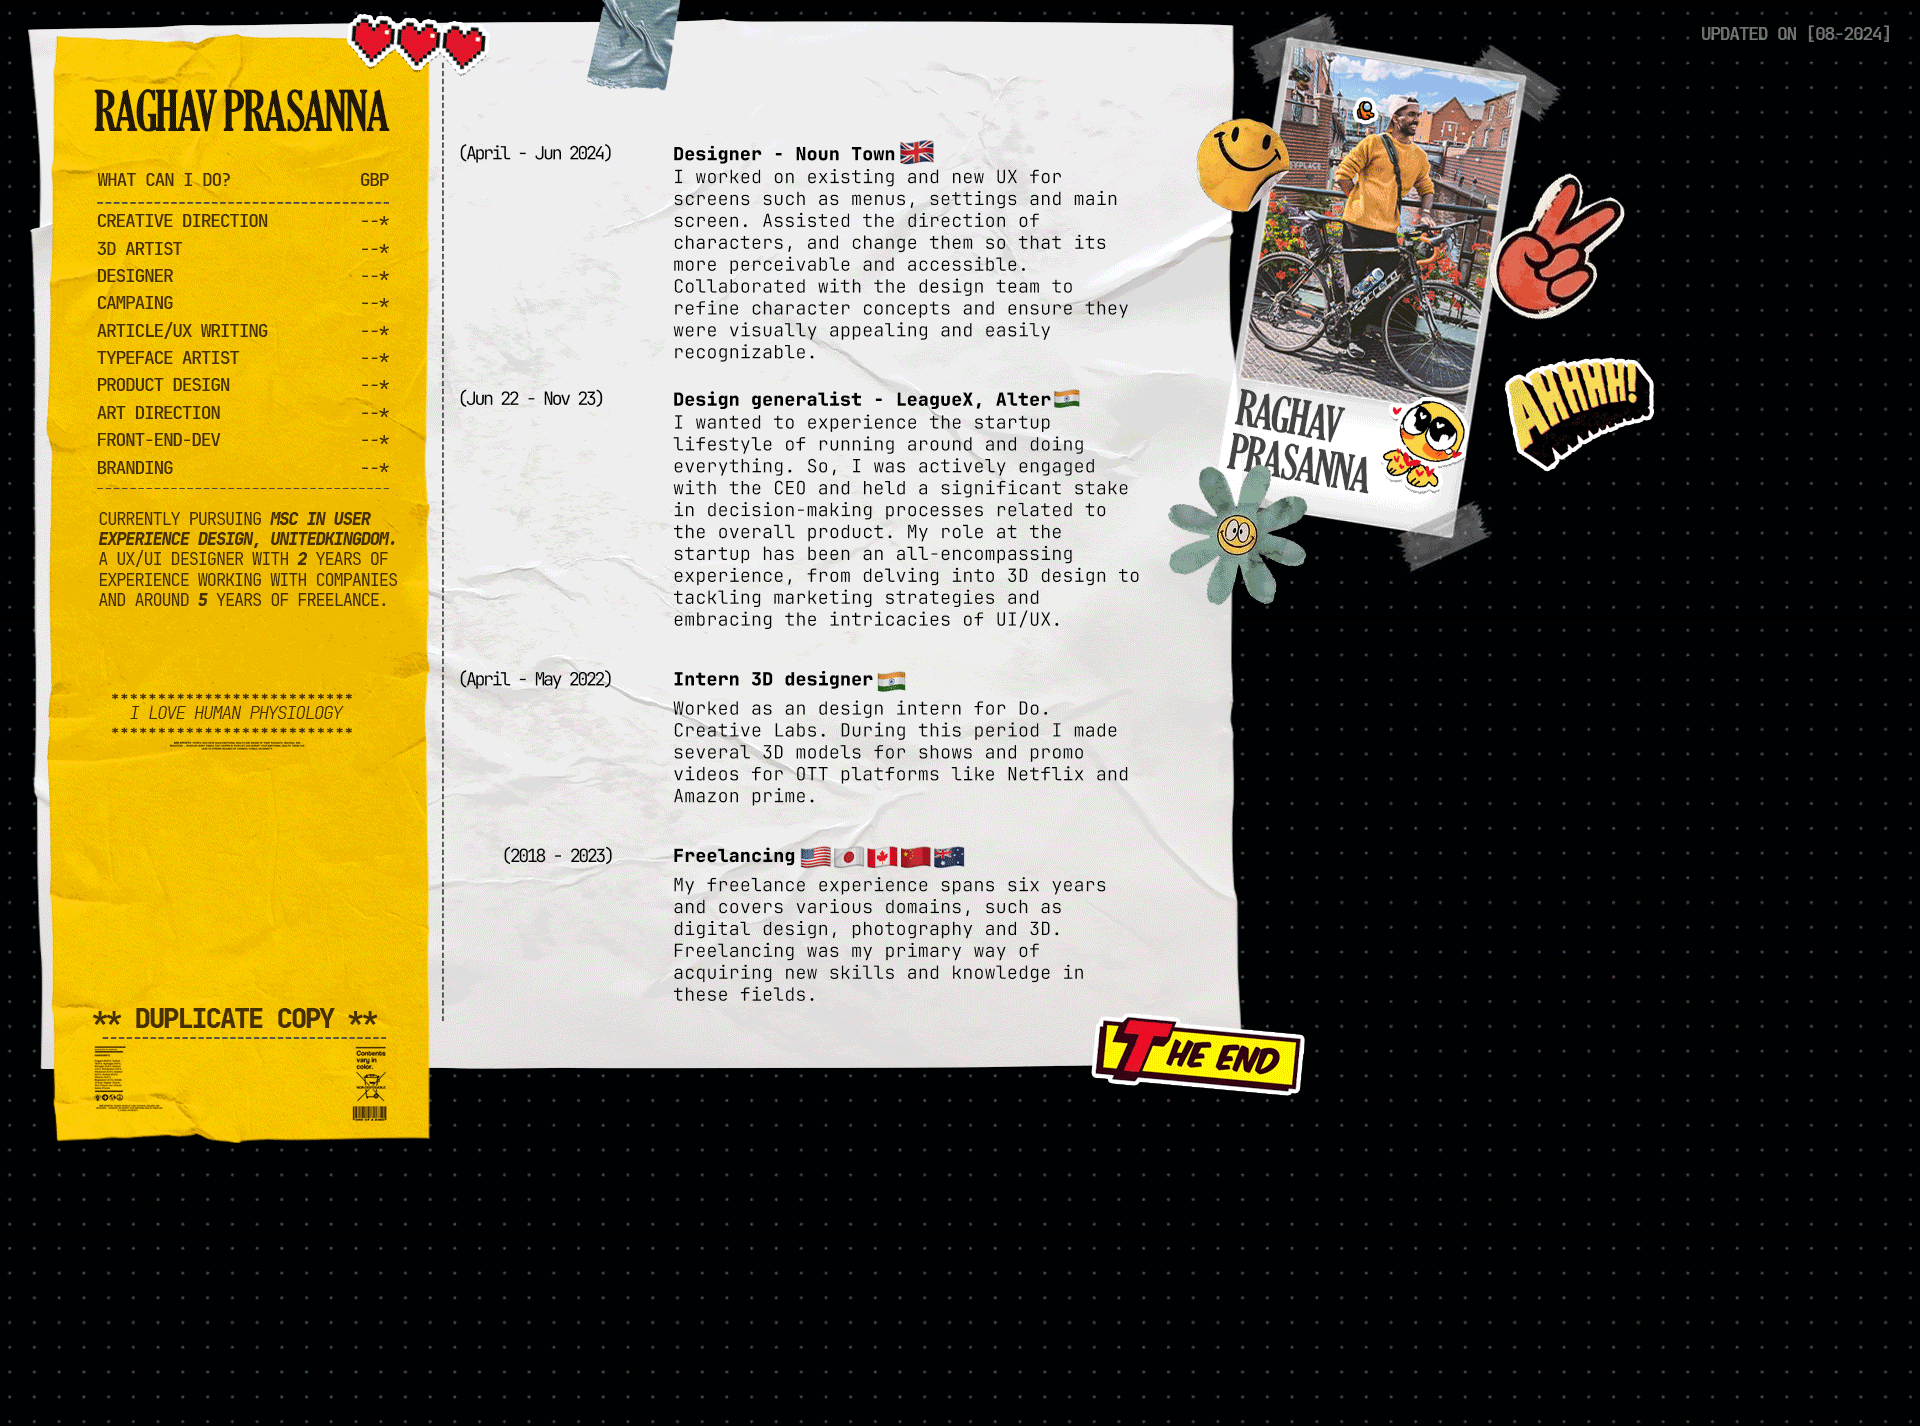 UPDATED ON [08-2024]
RAGHAV PRASANNA
WHAT CAN I DO? GBP
CREATIVE DIRECTION --*
3D ARTIST --*
DESIGNER --*
CAMPAING --*
ARTICLE/UX WRITING --*
TYPEFACE ARTIST --*
PRODUCT DESIGN --*
ART DIRECTION --*
FRONT-END-DEV --*
BRANDING --*
CURRENTLY PURSUING MSC IN USER
EXPERIENCE DESIGN, UNITEDKINGDOM.
A UX/UI DESIGNER WITH 2 YEARS OF
EXPERIENCE WORKING WITH COMPANIES
AND AROUND 5 YEARS OF FREELANCE.
**************************
I LOVE HUMAN PHYSIOLOGY
**************************
** DUPLICATE COPY **
Contents
vary in
color.
(April - Jun 2024)
Designer - Noun Town
I worked on existing and new UX for
screens such as menus, settings and main
screen. Assisted the direction of
characters, and change them so that its
more perceivable and accessible.
Collaborated with the design team to
refine character concepts and ensure they
were visually appealing and easily
recognizable.
(Jun 22 - Nov 23)
Design generalist - LeagueX, Alter
I wanted to experience the startup
lifestyle of running around and doing
everything. So, I was actively engaged
with the CEO and held a significant stake
in decision-making processes related to
the overall product. My role at the
startup has been an all-encompassing
experience, from delving into 3D design to
tackling marketing strategies and
embracing the intricacies of UI/UX.
(April - May 2022)
Intern 3D designer
Worked as an design intern for Do.
Creative Labs. During this period I made
several 3D models for shows and promo
videos for OTT platforms like Netflix and
Amazon prime.
(2018 - 2023)
Freelancing
My freelance experience spans six years
and covers various domains, such as
digital design, photography and 3D.
Freelancing was my primary way of
acquiring new skills and knowledge in
these fields.
RAGHAV
PRASANNA
AHHHH!
THE END